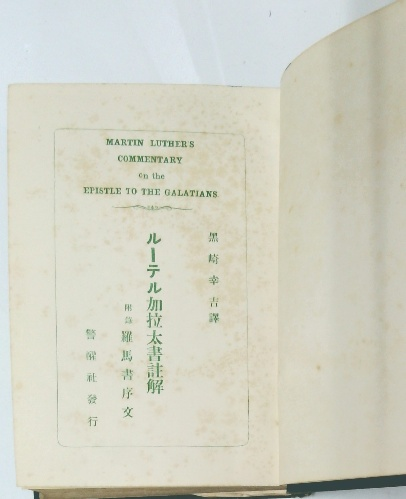 MARTIN LUTHERS
COMMENTARY
on the
EPISTLE TO THE GALATIANS
黒崎幸吉譯
ルーテル加拉太書註解
附錄 羅馬書序文
警醒社發行